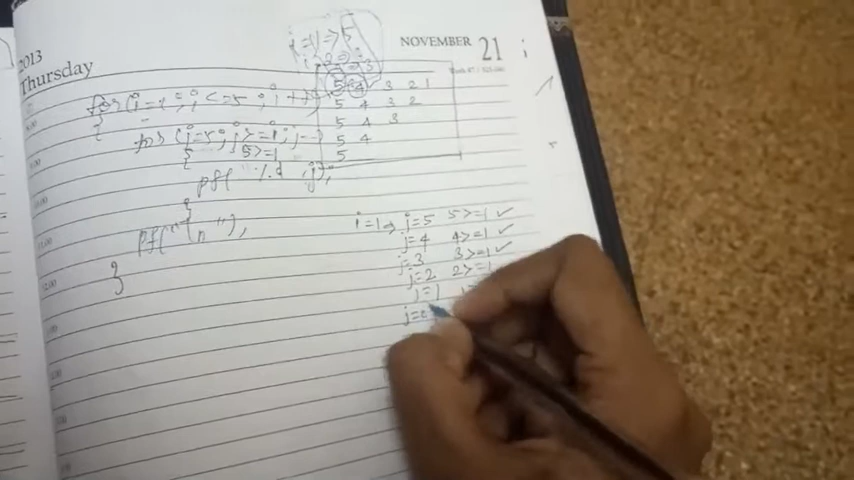 2013
Thursday
NOVEMBER 21
5 4 3 2 1
for(i=1; i<=5; i++)
5 4 3 2
{
5 4 3
for (j=5; j>=i; j--)
5 4
{ 5>=1
5
pf( "%d", j);
}
pf("\n");
}
i=1 => j=5 5>=1 ✓
j=4 4>=1 ✓
j=3 3>=1 ✓
j=2 2>=1
j=1
j=0